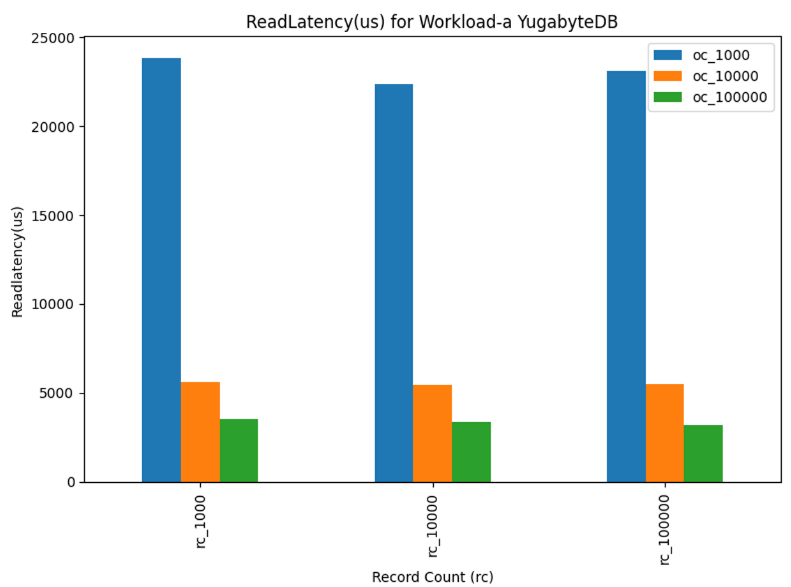 ReadLatency(us) for Workload-a YugabyteDB
25000
20000
15000
10000
5000
0
Readlatency(us)
oc_1000
oc_10000
oc_100000
rc_1000
rc_10000
rc_100000
Record Count (rc)